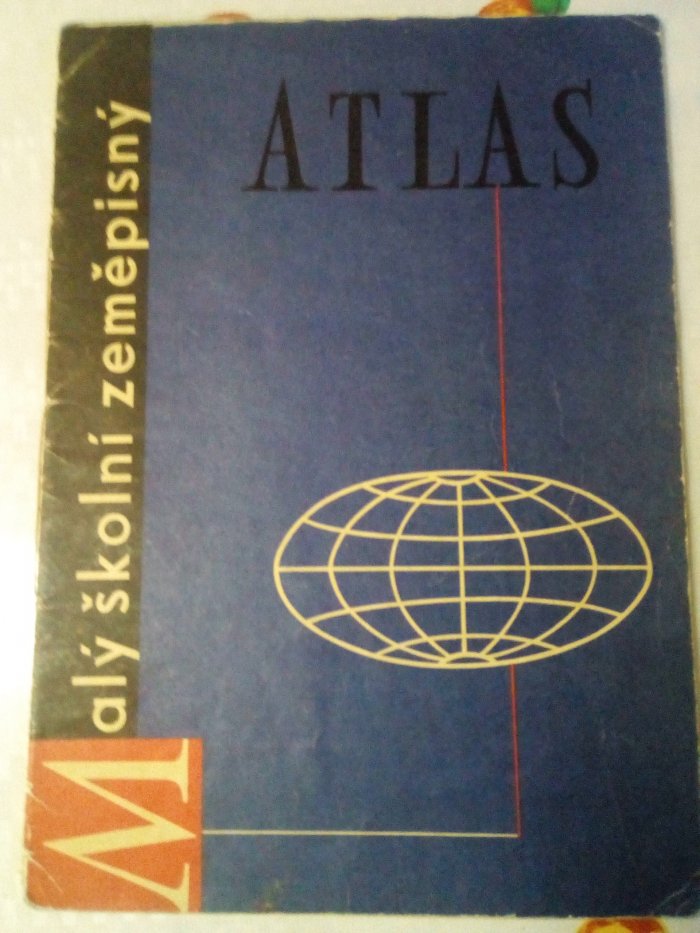 Malý školní zeměpisný
ATLAS